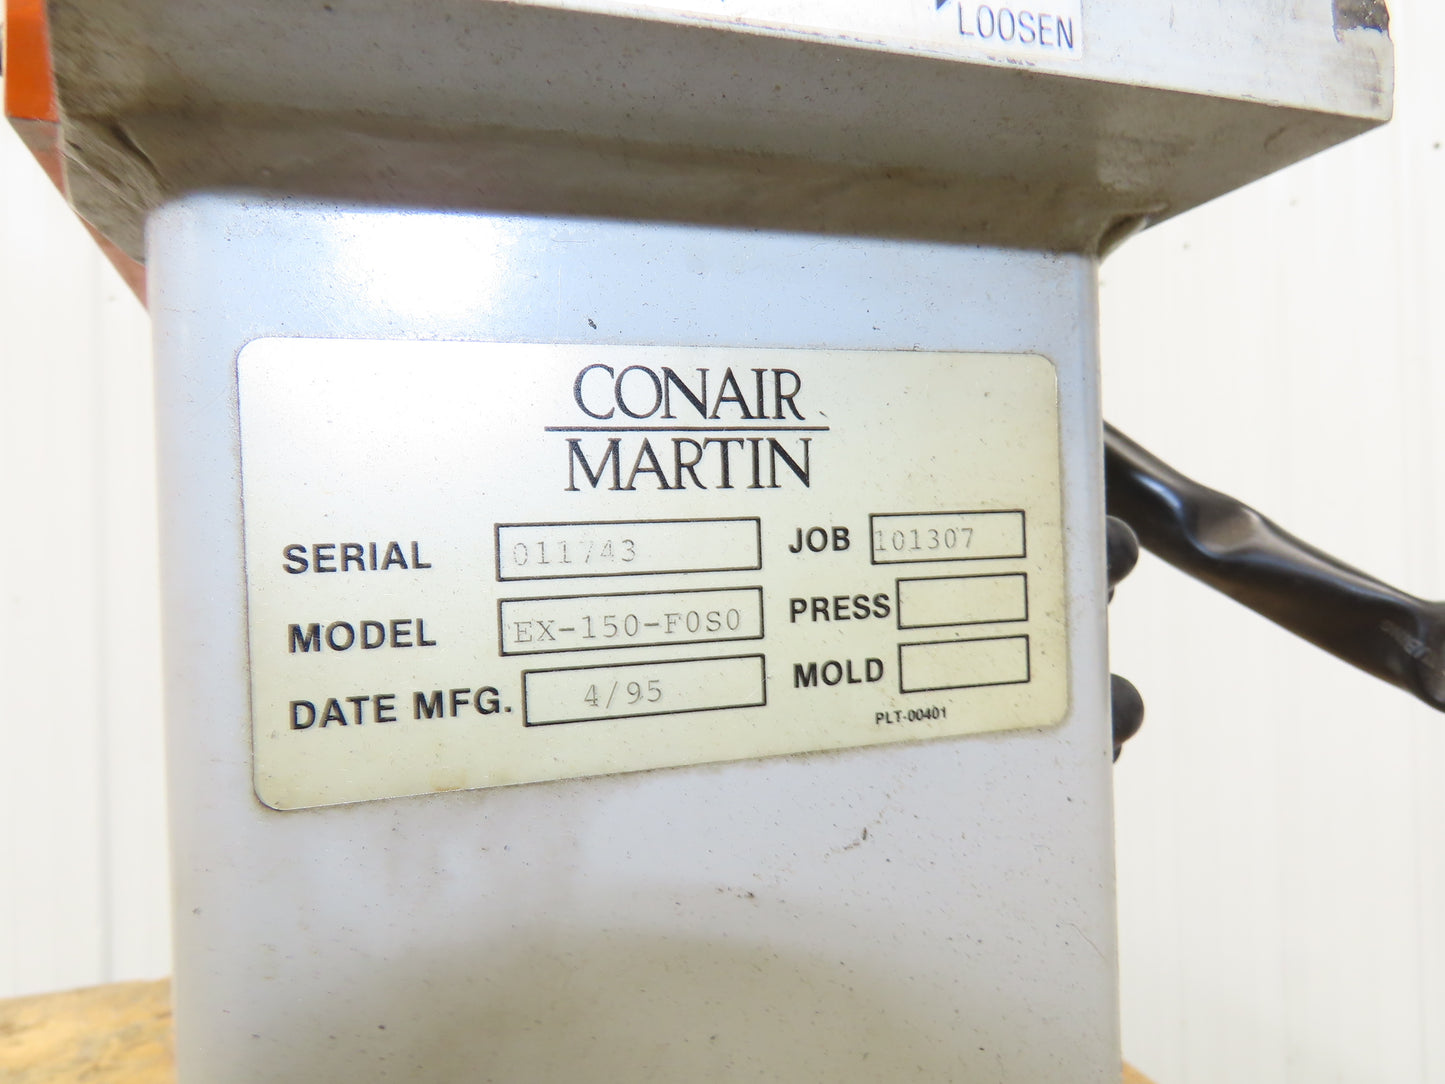 LOOSEN
CONAIR
MARTIN
SERIAL 011743 JOB 101307
MODEL EX-150-F0S0 PRESS
DATE MFG. 4/95 MOLD
PLT-00401